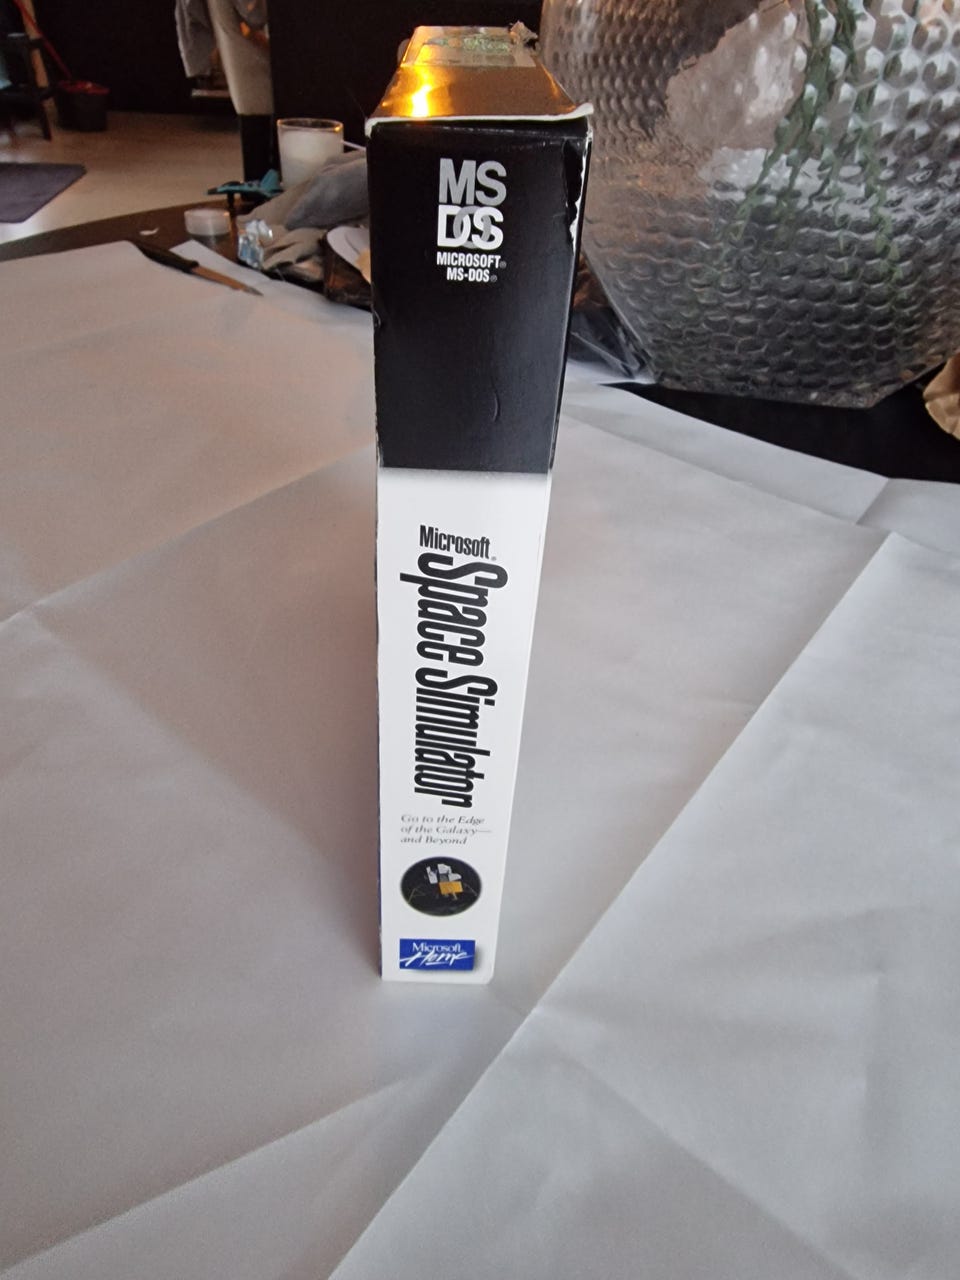 MS
DOS
MICROSOFT®
MS-DOS®
Microsoft®
Space Simulator
Go to the Edge
of the Galaxy—
and Beyond
Microsoft
Home